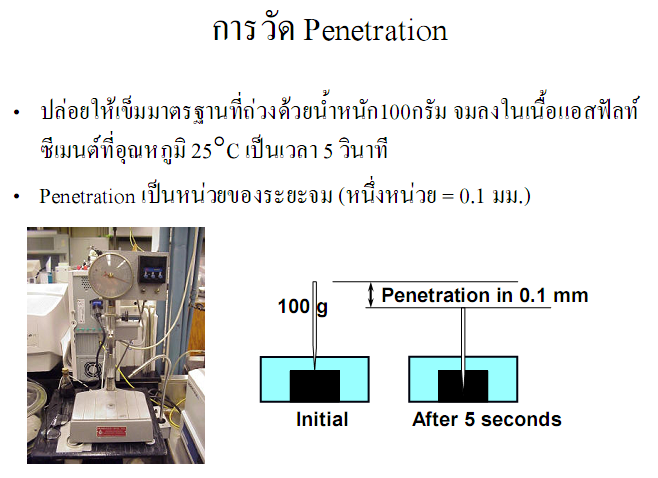 การวัด Penetration
• ปล่อยให้เข็มมาตรฐานที่ถ่วงด้วยน้ำหนัก100กรัม จมลงในเนื้อแอสฟัลท์
ซีเมนต์ที่อุณหภูมิ 25°C เป็นเวลา 5 วินาที
• Penetration เป็นหน่วยของระยะจม (หนึ่งหน่วย = 0.1 มม.)
Penetration in 0.1 mm
100 g
Initial
After 5 seconds